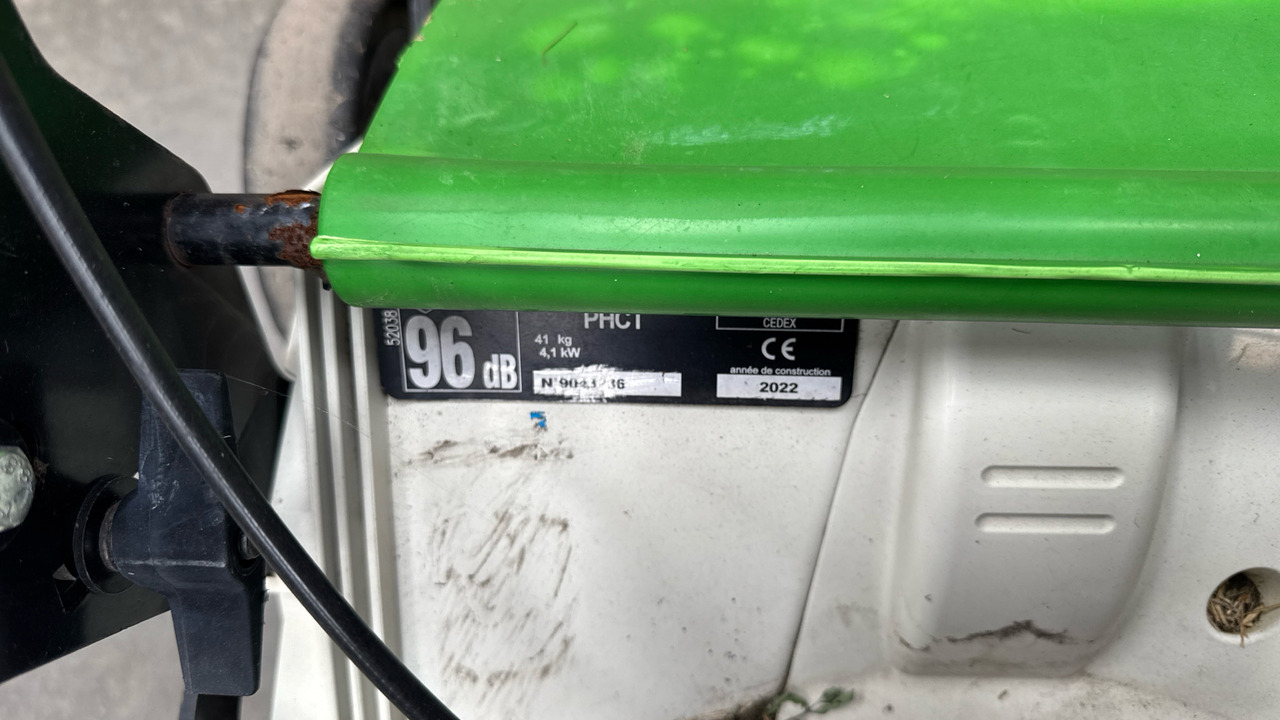 52038
96 dB
PHCT
41 kg
4,1 kW
CEDEX
CE
année de construction
2022